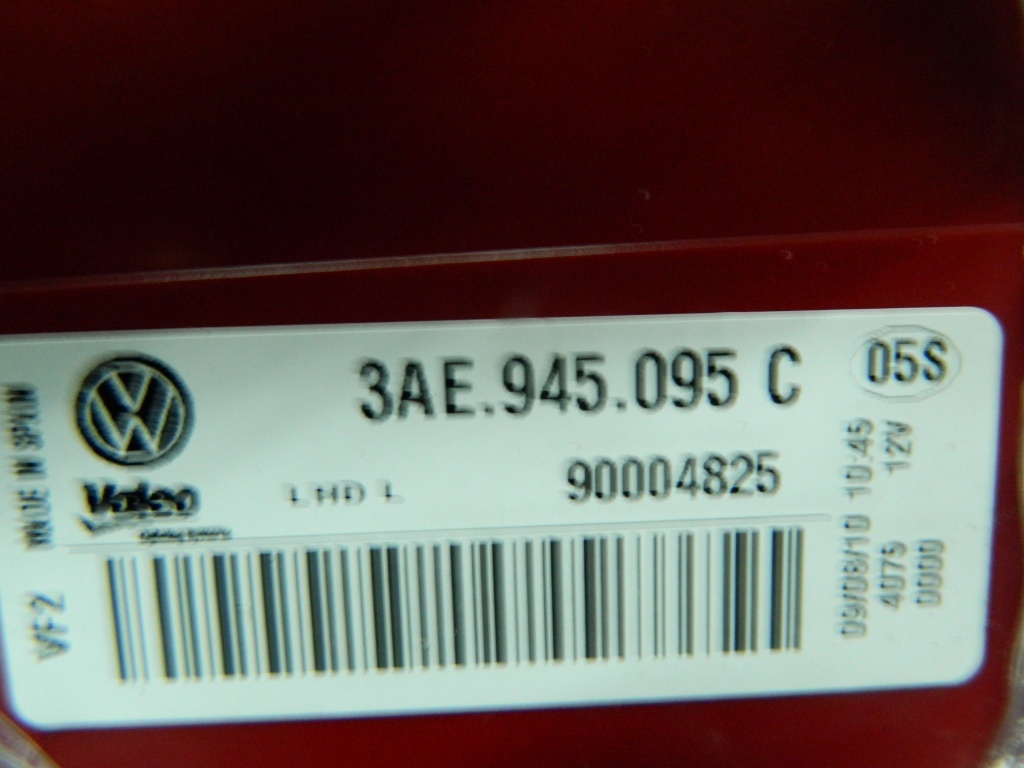 3AE.945.095 C
05S
MADE IN SPAIN
Valeo
LHD L
90004825
VF2
09/08/10 10:45
4075 12V
0000